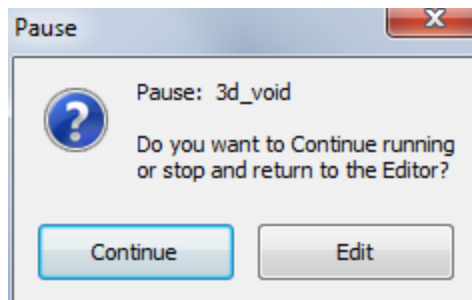 Pause
Pause: 3d_void
Do you want to Continue running
or stop and return to the Editor?
Continue
Edit